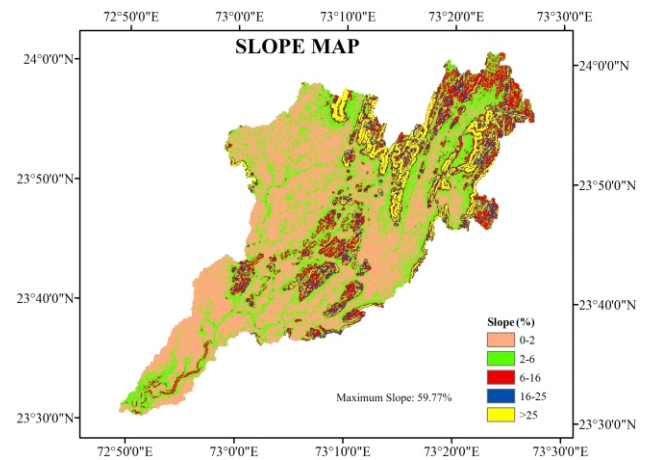 72°50'0"E 73°0'0"E 73°10'0"E 73°20'0"E 73°30'0"E
SLOPE MAP
24°0'0"N 24°0'0"N
23°50'0"N 23°50'0"N
23°40'0"N 23°40'0"N
Slope (%)
0-2
2-6
6-16
Maximum Slope: 59.77% 16-25
>25
23°30'0"N 23°30'0"N
72°50'0"E 73°0'0"E 73°10'0"E 73°20'0"E 73°30'0"E